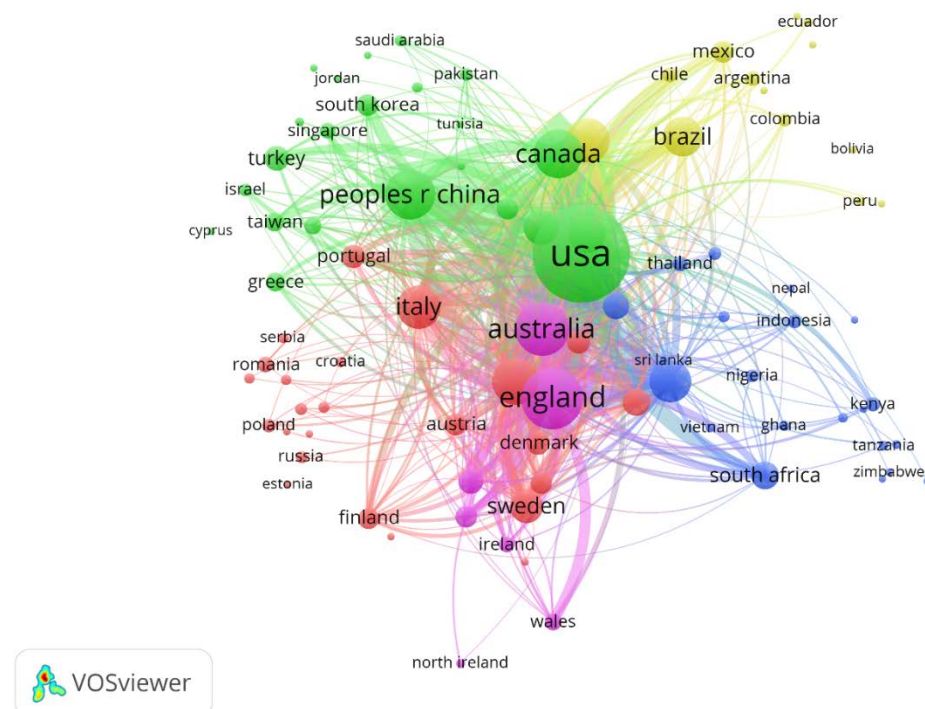 ecuador
saudi arabia
mexico
jordan
pakistan
chile
argentina
south korea
singapore
tunisia
colombia
canada
brazil
turkey
bolivia
israel
peoples r china
peru
cyprus
taiwan
usa
portugal
thailand
greece
nepal
italy
australia
indonesia
serbia
romania
croatia
sri lanka
nigeria
england
kenya
poland
austria
vietnam
ghana
denmark
tanzania
russia
south africa
zimbabwe
estonia
finland
sweden
ireland
wales
north ireland
VOSviewer